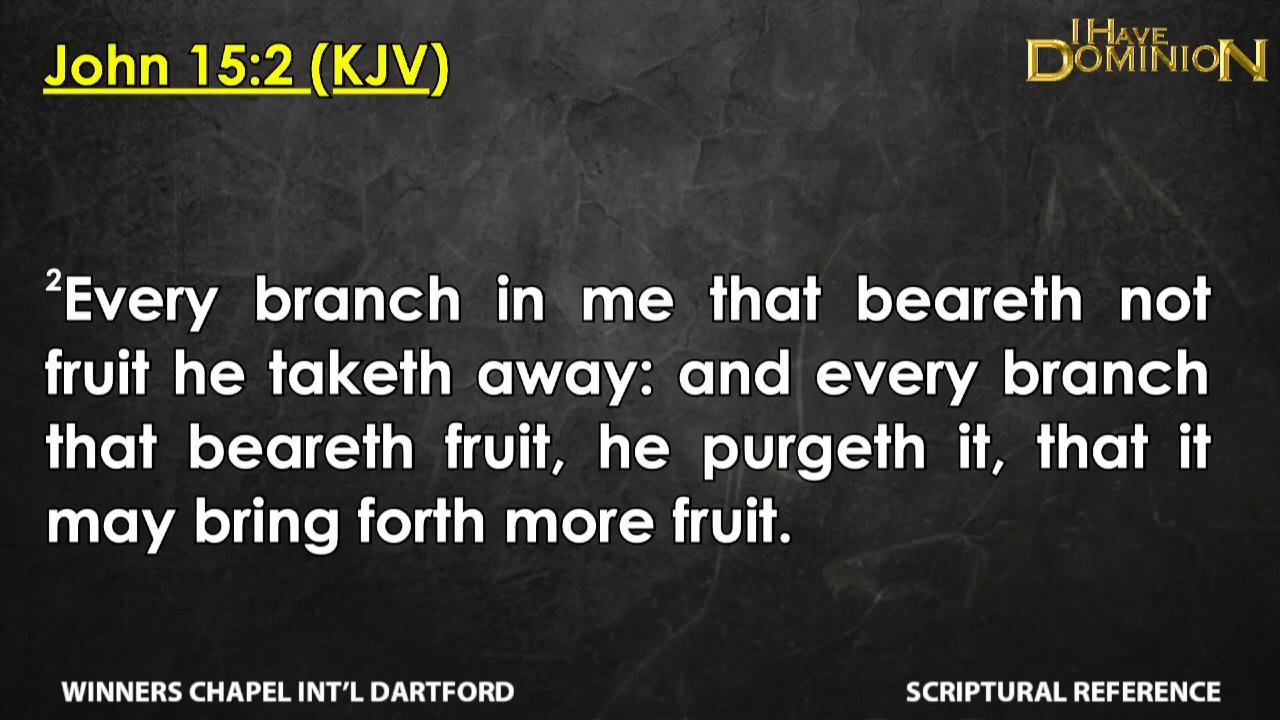 John 15:2 (KJV)
I HAVE
DOMINION
²Every branch in me that beareth not
fruit he taketh away: and every branch
that beareth fruit, he purgeth it, that it
may bring forth more fruit.
WINNERS CHAPEL INT'L DARTFORD
SCRIPTURAL REFERENCE